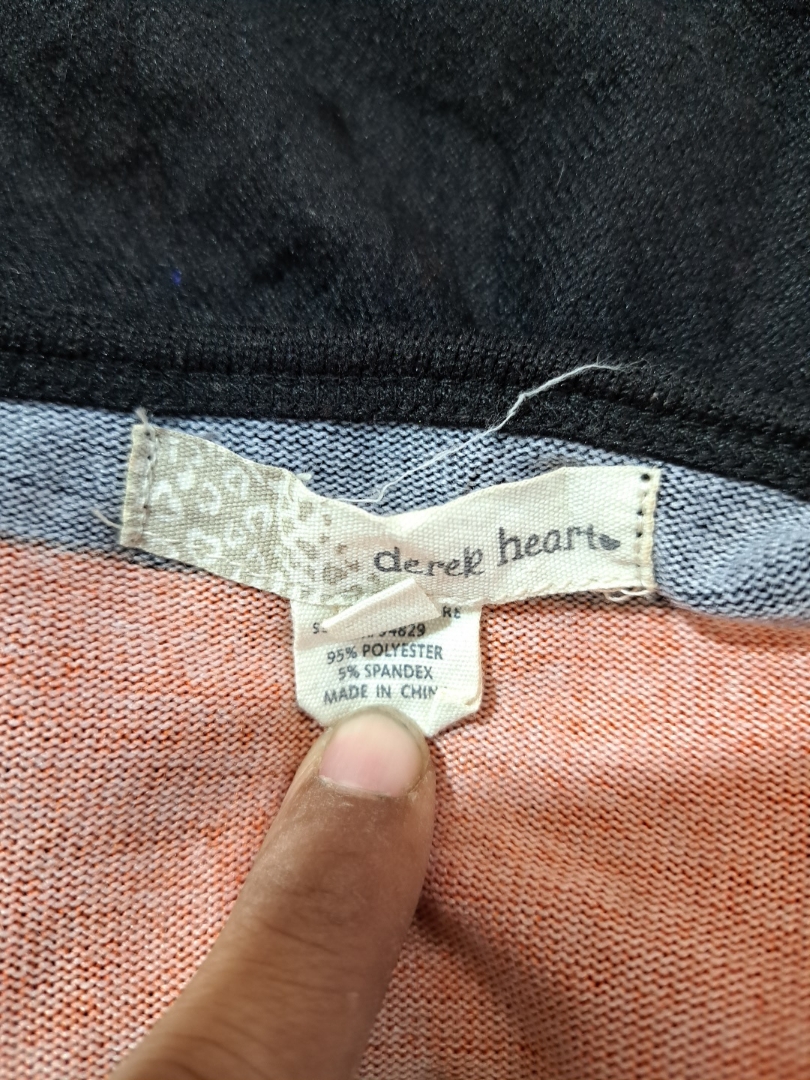 derek heart
95% POLYESTER
5% SPANDEX
MADE IN CHIN